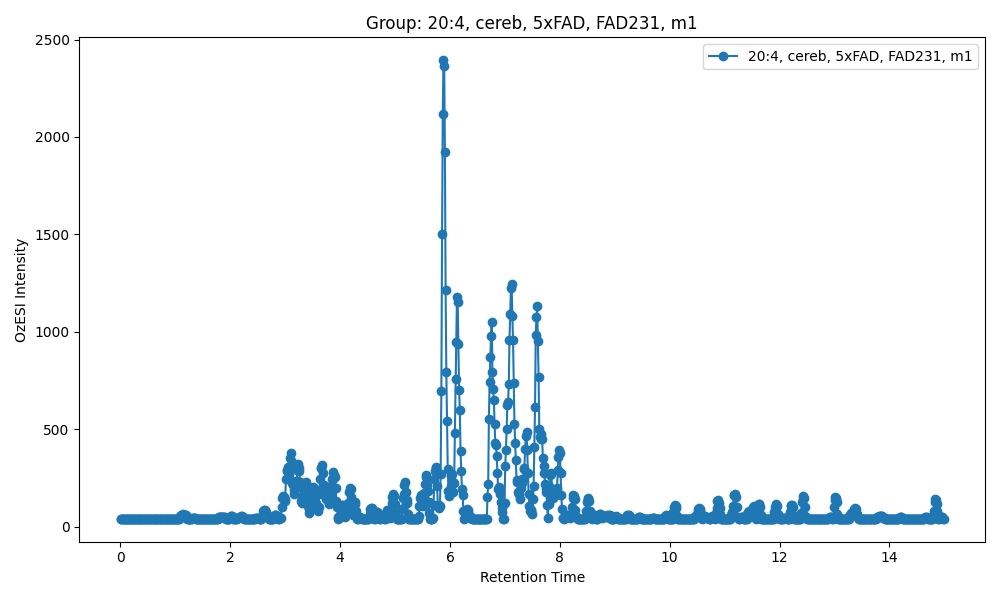 Group: 20:4, cereb, 5xFAD, FAD231, m1
20:4, cereb, 5xFAD, FAD231, m1
OzESI Intensity
2500
2000
1500
1000
500
0
0 2 4 6 8 10 12 14
Retention Time